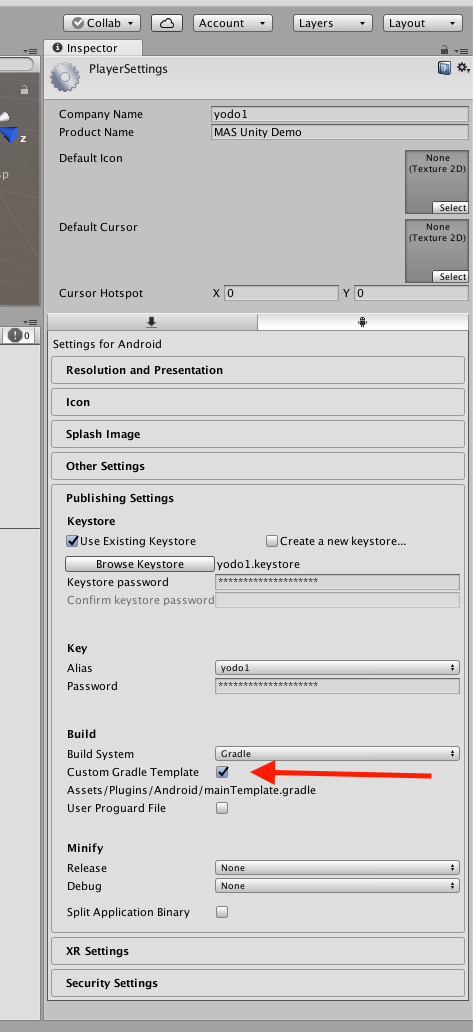 Collab
Account
Layers
Layout
Inspector
PlayerSettings
z
Company Name yodo1
Product Name MAS Unity Demo
Default Icon
None
(Texture 2D)
Select
Default Cursor
None
(Texture 2D)
Select
Cursor Hotspot X 0 Y 0
0
Settings for Android
Resolution and Presentation
Icon
Splash Image
Other Settings
Publishing Settings
Keystore
Use Existing Keystore Create a new keystore...
Browse Keystore yodo1.keystore
Keystore password ********************
Confirm keystore password
Key
Alias yodo1
Password ********************
Build
Build System Gradle
Custom Gradle Template
Assets/Plugins/Android/mainTemplate.gradle
User Proguard File
Minify
Release None
Debug None
Split Application Binary
XR Settings
Security Settings